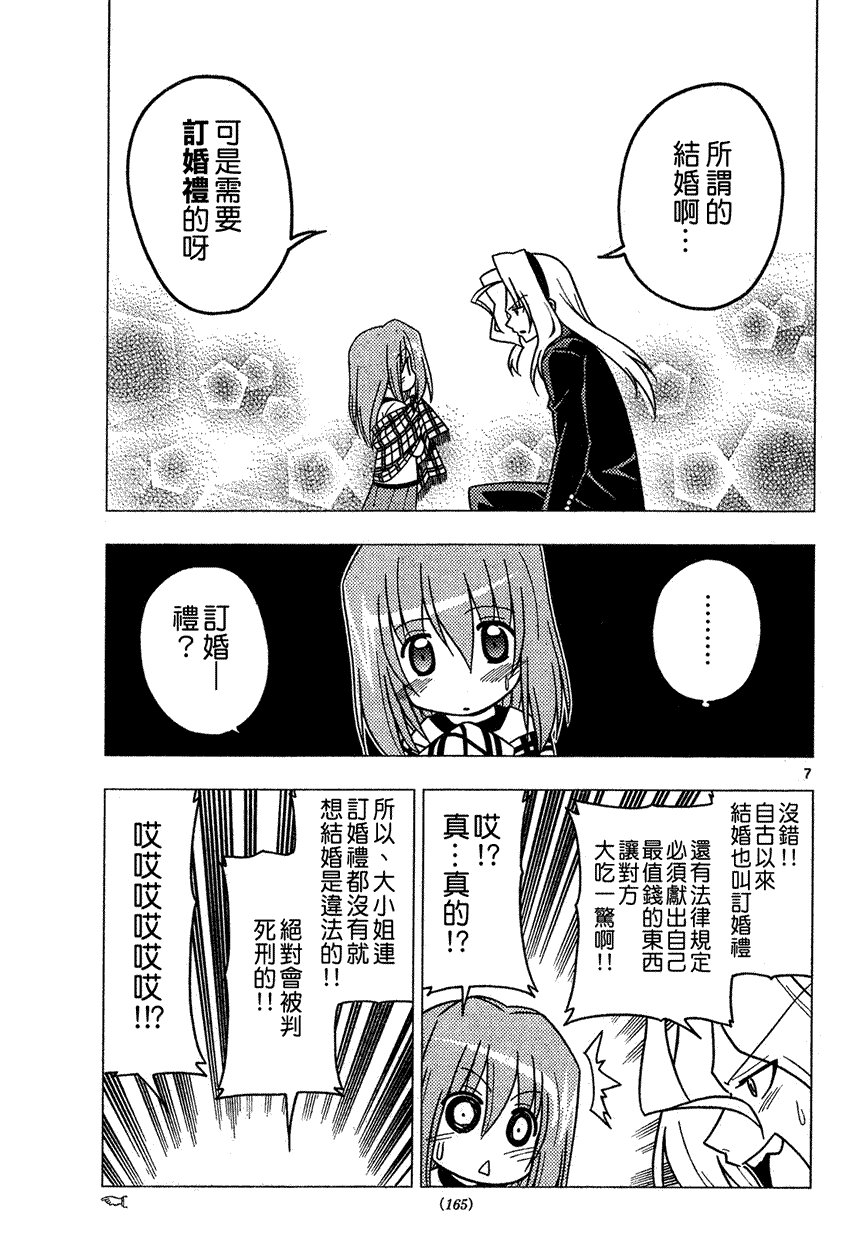 所謂的
結婚啊…
可是需要
訂婚禮的呀
………
訂婚—
禮？
7
沒錯!!
自古以來
結婚也叫訂婚禮
還有法律規定
必須獻出自己
最值錢的東西
讓對方
大吃一驚啊!!
哎!?
真…真的!?
所以、大小姐連
訂婚禮都沒有就
想結婚是違法的!!
絕對會被判
死刑的!!
哎哎哎哎哎哎!!?
(165)